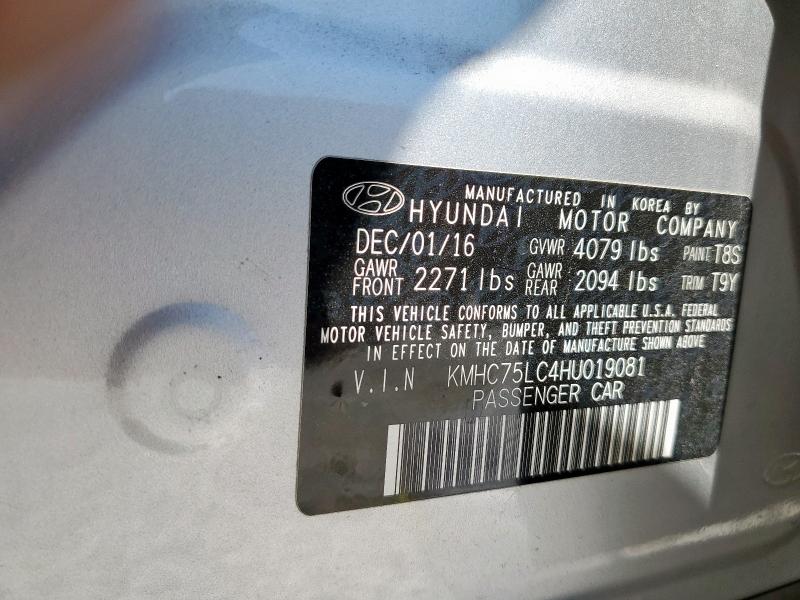 MANUFACTURED IN KOREA BY
HYUNDAI MOTOR COMPANY
DEC/01/16 GVWR 4079 lbs PAINT T8S
GAWR FRONT 2271 lbs GAWR REAR 2094 lbs TRIM T9Y
THIS VEHICLE CONFORMS TO ALL APPLICABLE U.S.A. FEDERAL
MOTOR VEHICLE SAFETY, BUMPER, AND THEFT PREVENTION STANDARDS
IN EFFECT ON THE DATE OF MANUFACTURE SHOWN ABOVE
V.I.N KMHC75LC4HU019081
PASSENGER CAR